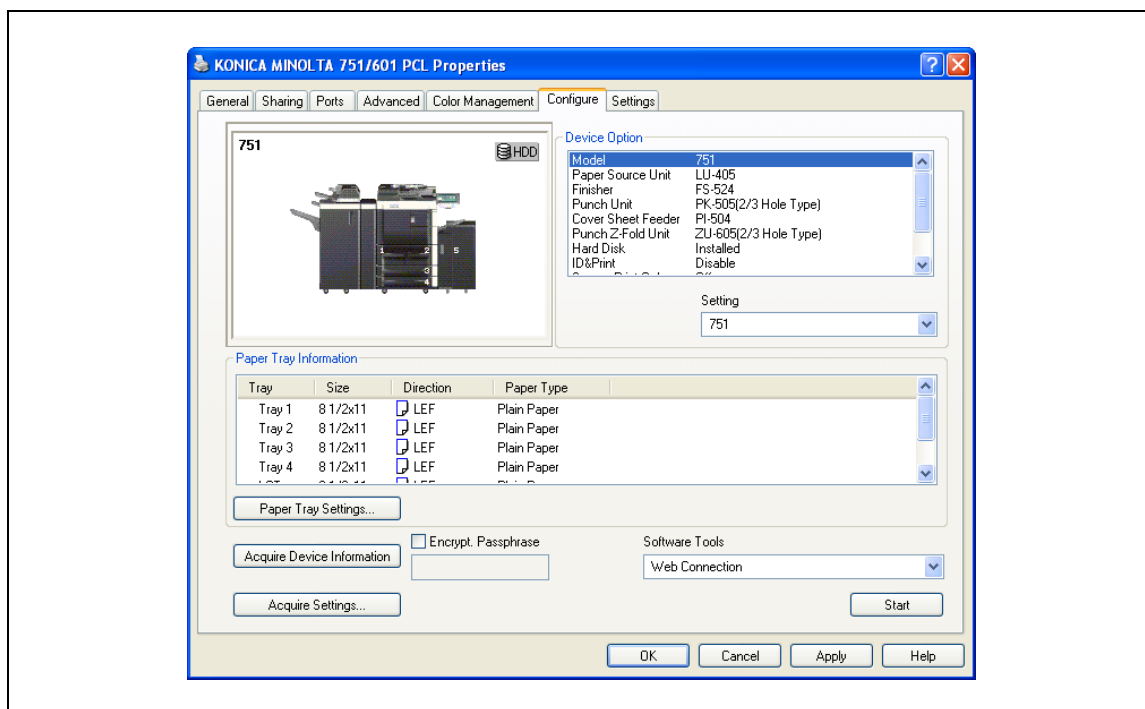 KONICA MINOLTA 751/601 PCL Properties
General Sharing Ports Advanced Color Management Configure Settings
751
HDD
1 2 5
3
4
Device Option
Model 751
Paper Source Unit LU-405
Finisher FS-524
Punch Unit PK-505(2/3 Hole Type)
Cover Sheet Feeder PI-504
Punch Z-Fold Unit ZU-605(2/3 Hole Type)
Hard Disk Installed
ID&Print Disable
Setting
751
Paper Tray Information
Tray Size Direction Paper Type
Tray 1 8 1/2x11 LEF Plain Paper
Tray 2 8 1/2x11 LEF Plain Paper
Tray 3 8 1/2x11 LEF Plain Paper
Tray 4 8 1/2x11 LEF Plain Paper
Paper Tray Settings...
Acquire Device Information
Encrypt. Passphrase
Software Tools
Web Connection
Acquire Settings...
Start
OK Cancel Apply Help